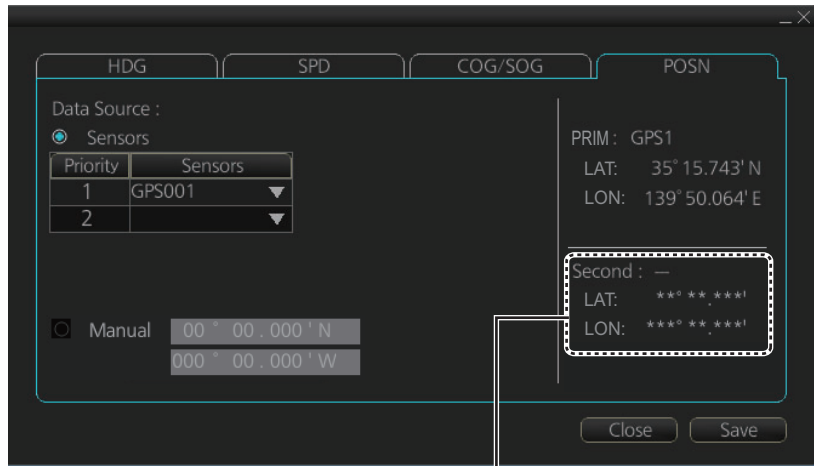 HDG SPD COG/SOG POSN
Data Source :
Sensors
Priority Sensors
1 GPS001
2
Manual 00 ° 00 . 000 ' N
000 ° 00 . 000 ' W
PRIM : GPS1
LAT: 35° 15.743' N
LON: 139° 50.064' E
Second : —
LAT: **° **.***'
LON: ***° **.***'
Close Save